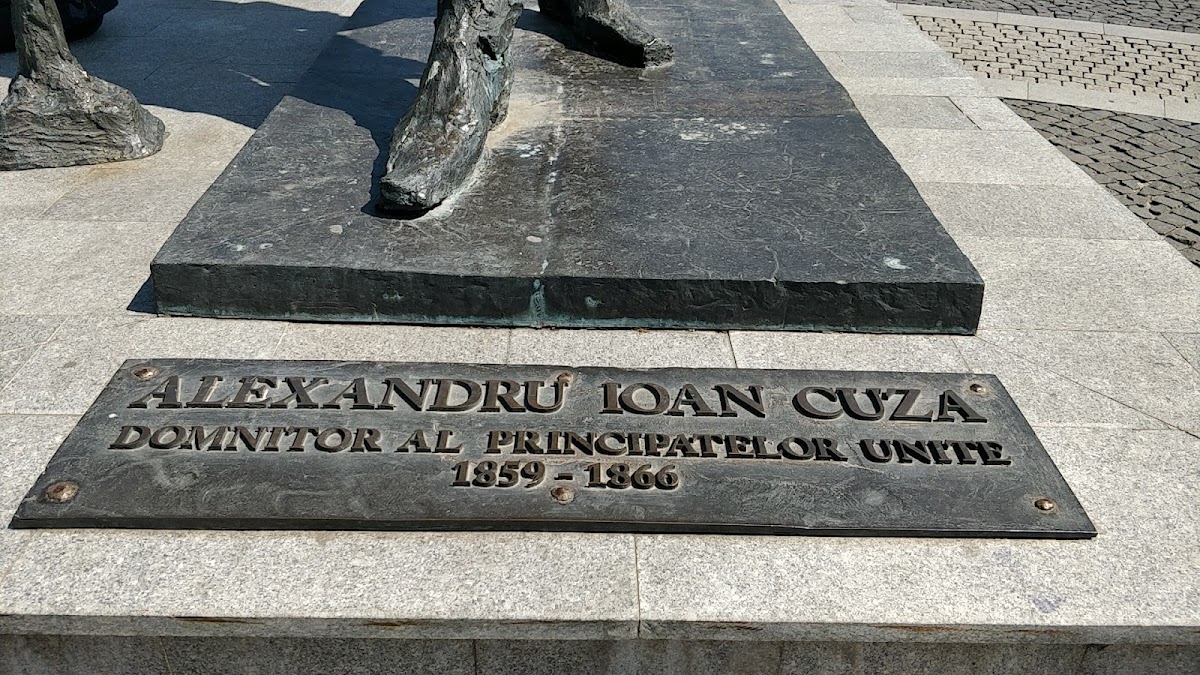 ALEXANDRU IOAN CUZA
DOMNITOR AL PRINCIPATELOR UNITE
1859 - 1866